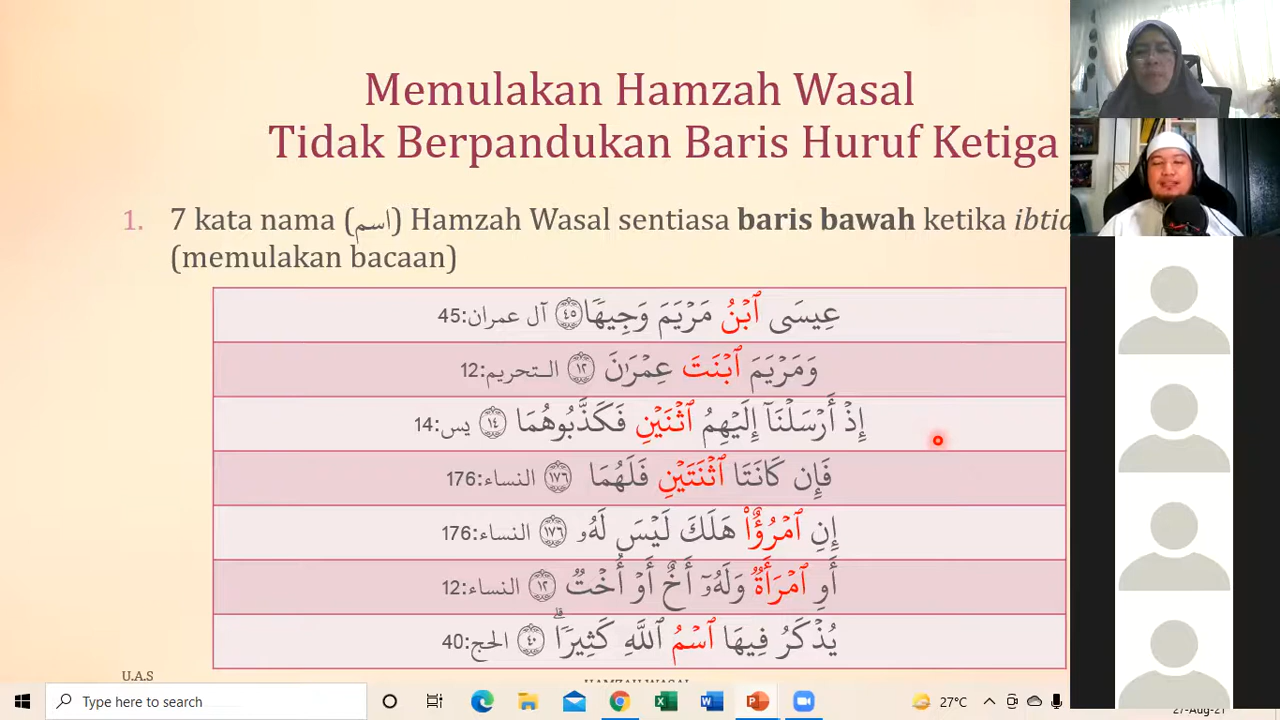 Memulakan Hamzah Wasal
Tidak Berpandukan Baris Huruf Ketiga
1. 7 kata nama (اسم) Hamzah Wasal sentiasa baris bawah ketika
(memulakan bacaan)
عِيسَى ٱبْنُ مَرْيَمَ وَجِيهًا ۝٤٥ آل عمران:45
وَمَرْيَمَ ٱبْنَتَ عِمْرَٰنَ ۝١٢ التحريم:12
إِذْ أَرْسَلْنَآ إِلَيْهِمُ ٱثْنَيْنِ فَكَذَّبُوهُمَا ۝١٤ يس:14
فَإِن كَانَتَا ٱثْنَتَيْنِ فَلَهُمَا ۝١٧٦ النساء:176
إِنِ ٱمْرُؤٌا۟ هَلَكَ لَيْسَ لَهُۥ ۝١٧٦ النساء:176
أَوِ ٱمْرَأَةٌ وَلَهُۥٓ أَخٌ أَوْ أُخْتٌ ۝١٢ النساء:12
يُذْكَرُ فِيهَا ٱسْمُ ٱللَّهِ كَثِيرًاۗ ۝٤٠ الحج:40
U.A.S
HAMZAH WASAL
Type here to search
27°C
27-Aug-21